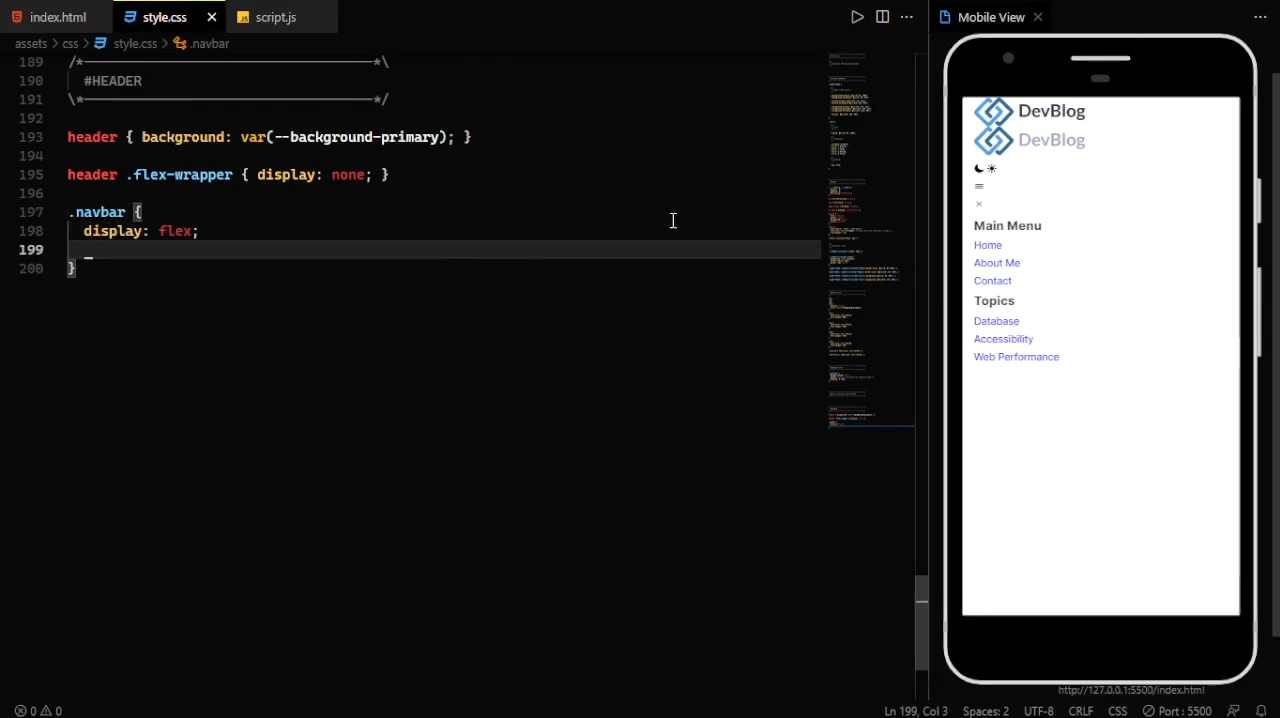 index.html style.css script.js Mobile View
assets > css > style.css > .navbar
189 /*—————————————————*\
190 #HEADER
191 \*—————————————————*/
192
193 header { background: var(--background-primary); }
194
195 header .flex-wrapper { display: none; }
196
197 .navbar {
198 display: flex;
199
200 }
DevBlog
DevBlog
Main Menu
Home
About Me
Contact
Topics
Database
Accessibility
Web Performance
http://127.0.0.1:5500/index.html
0 0 Ln 199, Col 3 Spaces: 2 UTF-8 CRLF CSS Port : 5500